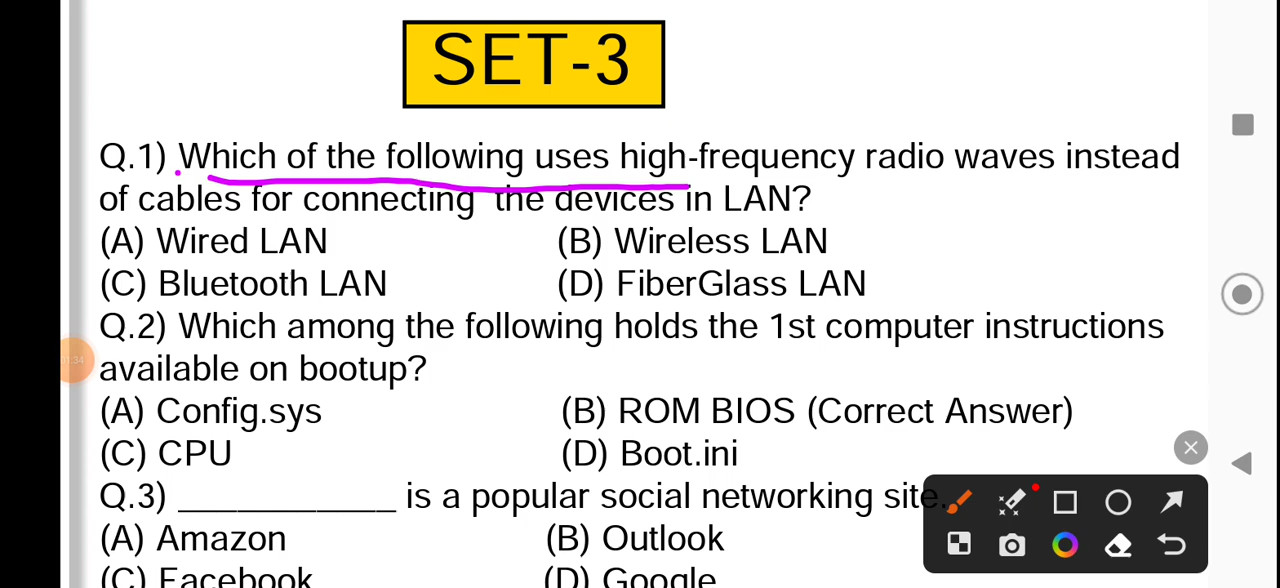 SET-3
Q.1) Which of the following uses high-frequency radio waves instead
of cables for connecting the devices in LAN?
(A) Wired LAN (B) Wireless LAN
(C) Bluetooth LAN (D) FiberGlass LAN
Q.2) Which among the following holds the 1st computer instructions
available on bootup?
01:34
(A) Config.sys (B) ROM BIOS (Correct Answer)
(C) CPU (D) Boot.ini
Q.3) ____________ is a popular social networking site.
(A) Amazon (B) Outlook
(C) Facebook (D) Google